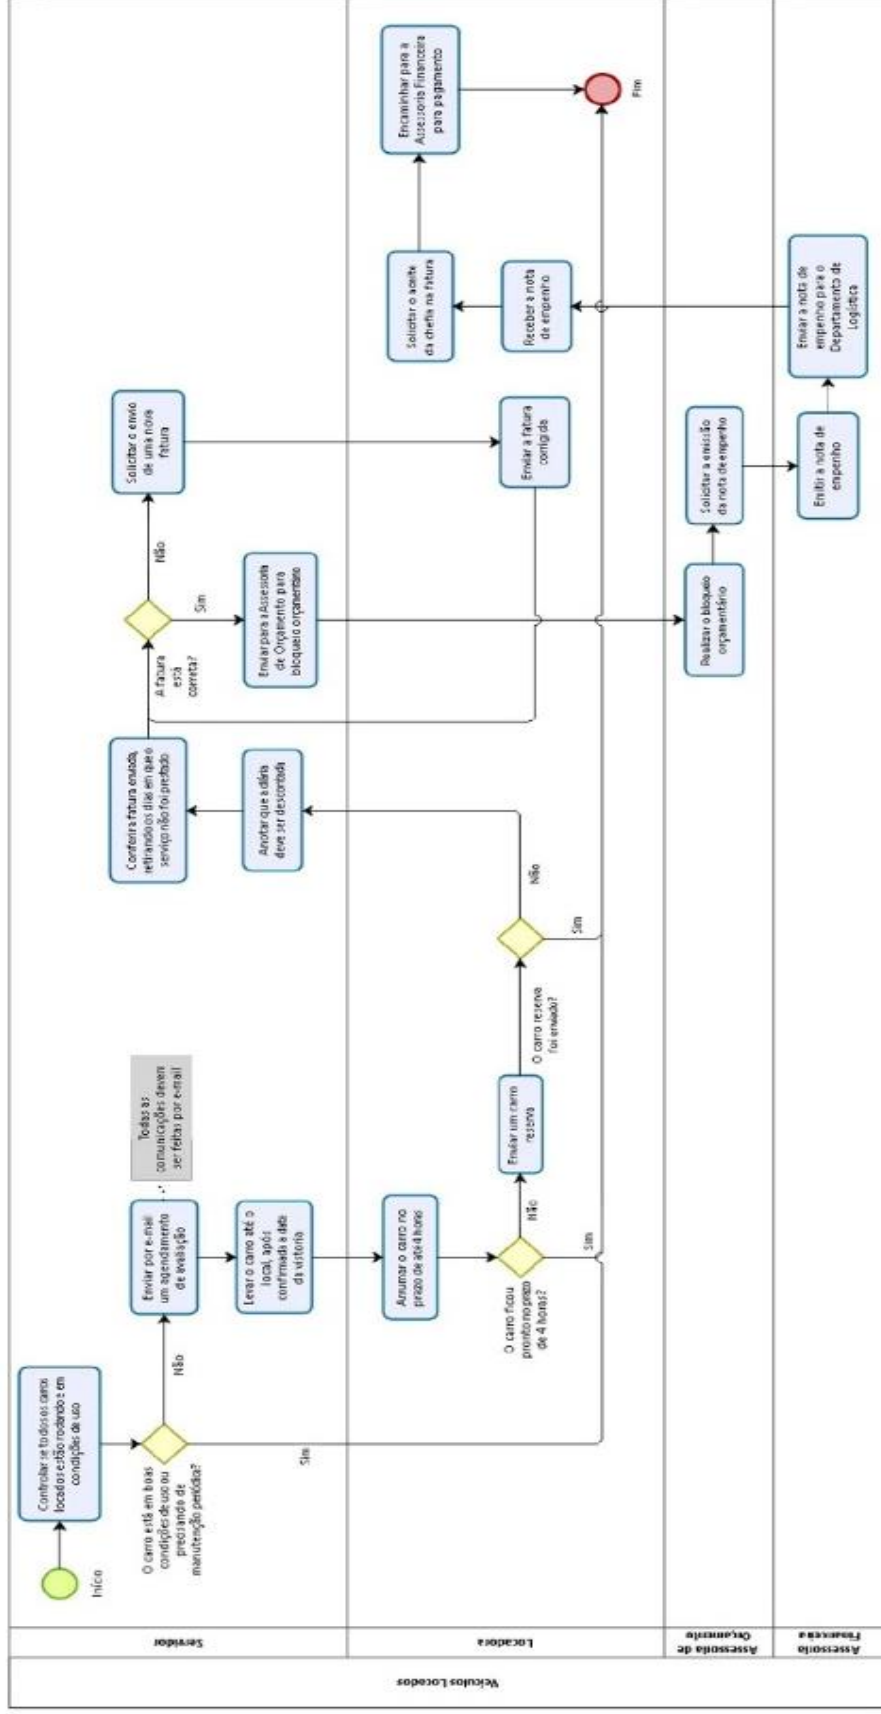 Veículos Locados
Servidor
Locadora
Assessoria de
Orçamento
Assessoria
Financeira
Início
Controlar se todos os carros
locados estão rodando e em
condições de uso
O carro está em boas
condições de uso ou
precisando de
manutenção periódica?
Não
Sim
Enviar por e-mail
um agendamento
de avaliação
Todas as
comunicações devem
ser feitas por e-mail
Levar o carro até o
local, após
confirmada a data
da vistoria
Arrumar o carro no
prazo de até 4 horas
O carro ficou
pronto no prazo
de 4 horas?
Não
Sim
Enviar um carro
reserva
O carro reserva
foi enviado?
Não
Sim
Anotar que a diária
deve ser descontada
Conferir a fatura enviada,
retirando os dias em que o
serviço não foi prestado
A fatura
está
correta?
Não
Sim
Solicitar o envio
de uma nova
fatura
Enviar a fatura
corrigida
Enviar para a Assessoria
de Orçamento para
bloqueio orçamentário
Realizar o bloqueio
orçamentário
Solicitar a emissão
da nota de empenho
Emitir a nota de
empenho
Enviar a nota de
empenho para o
Departamento de
Logística
Receber a nota
de empenho
Solicitar o aceite
da chefia na fatura
Encaminhar para a
Assessoria Financeira
para pagamento
Fim